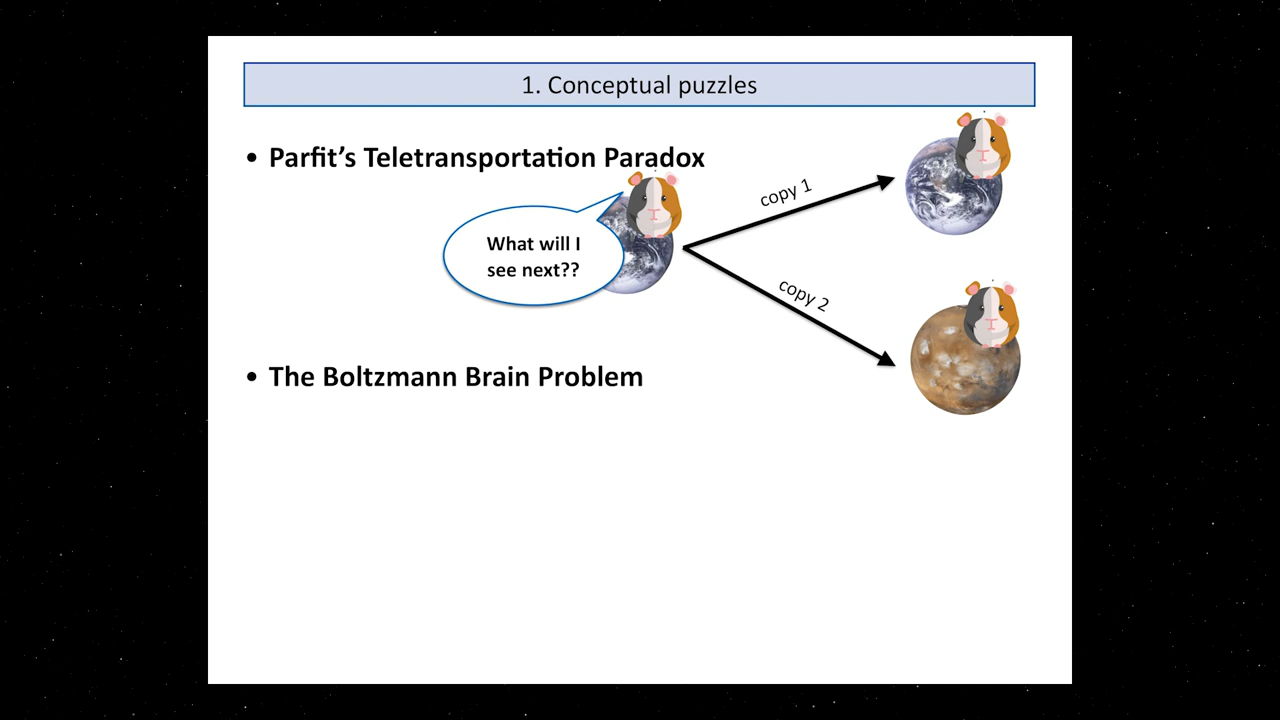 1. Conceptual puzzles
• Parfit’s Teletransportation Paradox
What will I
see next??
copy 1
copy 2
• The Boltzmann Brain Problem